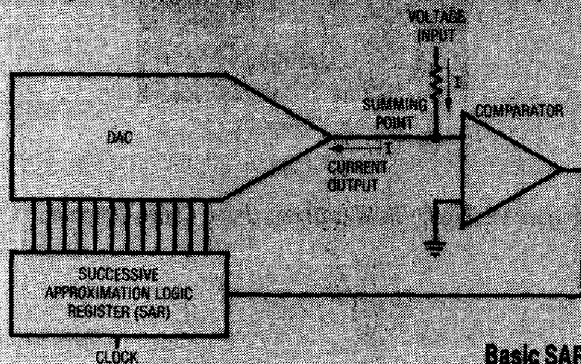 VOLTAGE
INPUT
I
SUMMING
POINT
COMPARATOR
DAC
I
CURRENT
OUTPUT
SUCCESSIVE
APPROXIMATION LOGIC
REGISTER (SAR)
CLOCK
Basic SAR